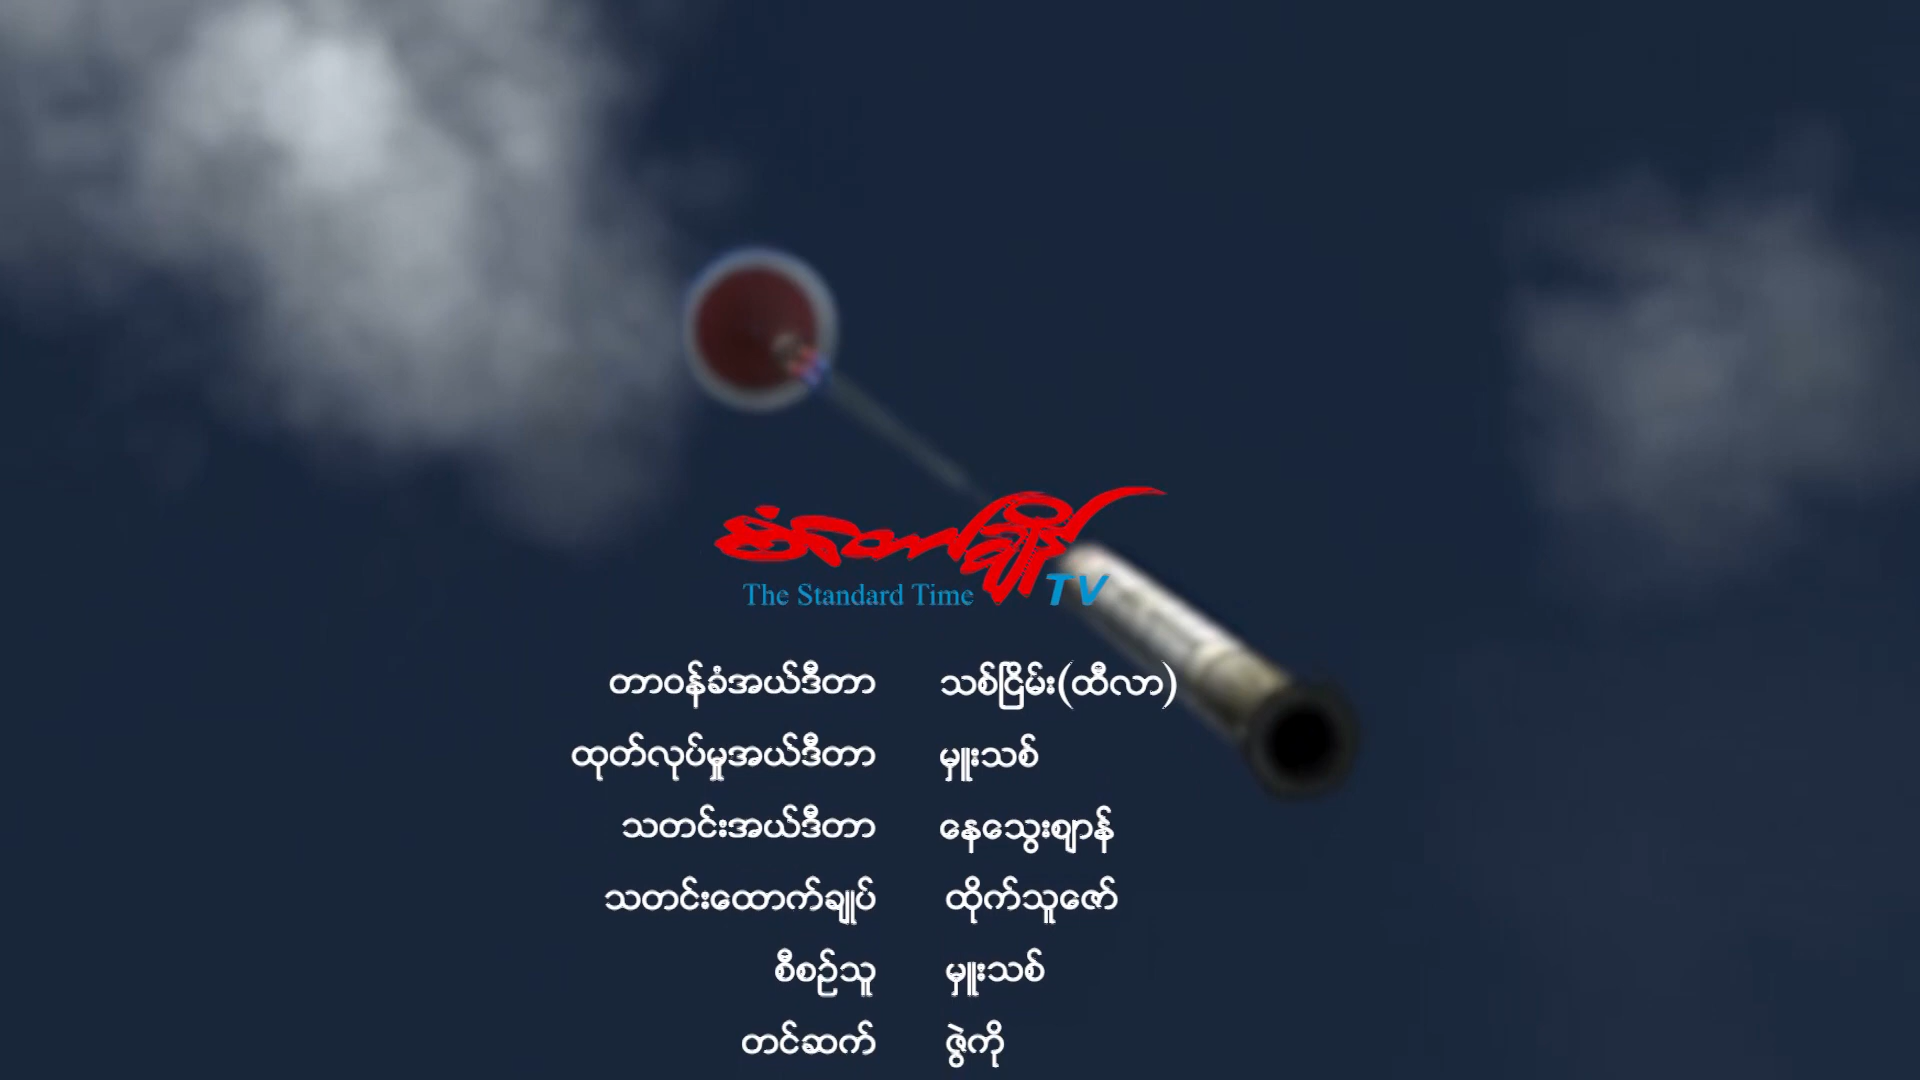 စံတော်ချိန်
The Standard Time TV
တာဝန်ခံအယ်ဒီတာ သစ်ငြိမ်း(ထီလာ)
ထုတ်လုပ်မှုအယ်ဒီတာ မှူးသစ်
သတင်းအယ်ဒီတာ နေသွေးဈာန်
သတင်းထောက်ချုပ် ထိုက်သူဇော်
စီစဉ်သူ မှူးသစ်
တင်ဆက် ဇွဲကို